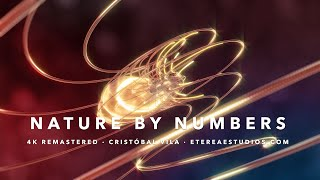 NATURE BY NUMBERS
4K REMASTERED · CRISTÓBAL VILA · ETEREAESTUDIOS.COM